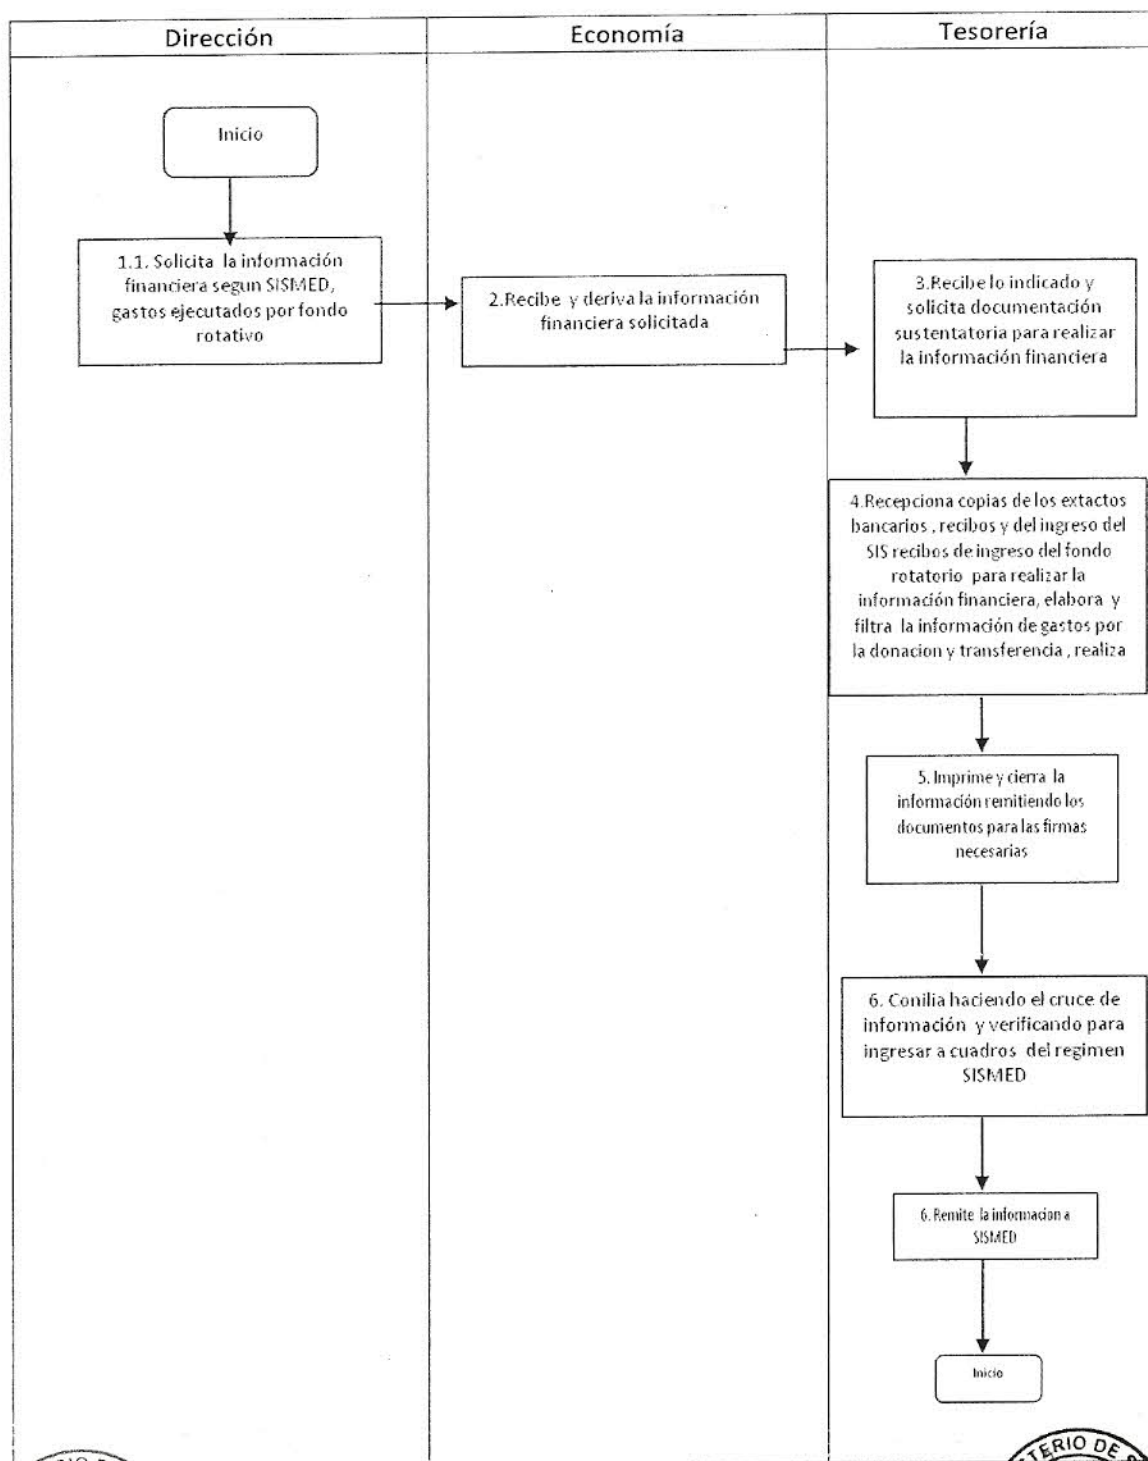 Dirección
Economía
Tesorería
Inicio
1.1. Solicita la información
financiera segun SISMED,
gastos ejecutados por fondo
rotativo
2.Recibe y deriva la información
financiera solicitada
3.Recibe lo indicado y
solicita documentación
sustentatoria para realizar
la información financiera
4.Recepciona copias de los extactos
bancarios , recibos y del ingreso del
SIS recibos de ingreso del fondo
rotatorio para realizar la
información financiera, elabora y
filtra la información de gastos por
la donacion y transferencia , realiza
5. Imprime y cierra la
información remitiendo los
documentos para las firmas
necesarias
6. Conilia haciendo el cruce de
información y verificando para
ingresar a cuadros del regimen
SISMED
6. Remite la informacion a
SISMED
Inicio
TERIO DE